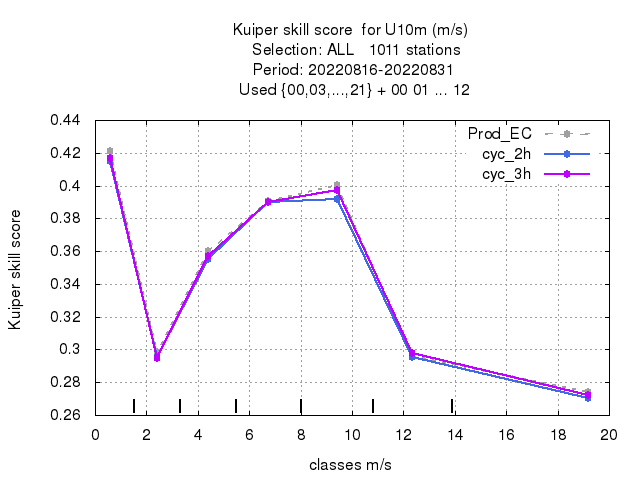 Kuiper skill score  for U10m (m/s)
Selection: ALL   1011 stations
Period: 20220816-20220831
Used {00,03,...,21} + 00 01 ... 12
Prod_EC
cyc_2h
cyc_3h
0.44
0.42
0.4
0.38
0.36
0.34
0.32
0.3
0.28
0.26
Kuiper skill score
0 2 4 6 8 10 12 14 16 18 20
classes m/s